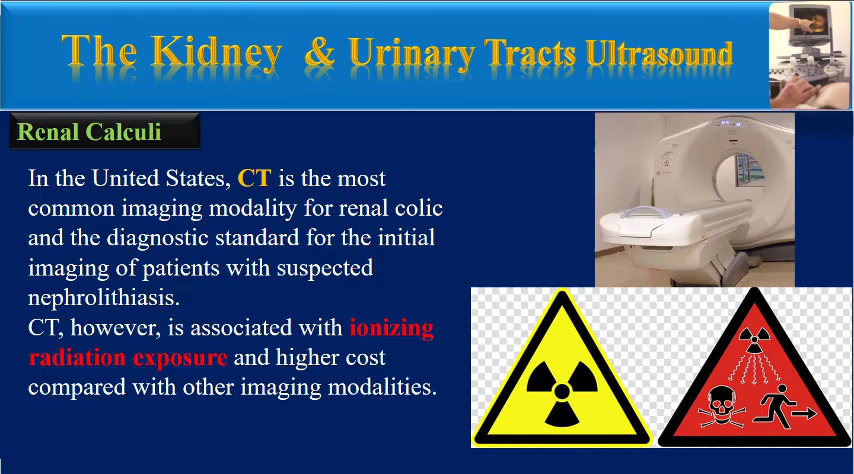 The Kidney & Urinary Tracts Ultrasound
Renal Calculi
In the United States, CT is the most
common imaging modality for renal colic
and the diagnostic standard for the initial
imaging of patients with suspected
nephrolithiasis.
CT, however, is associated with ionizing
radiation exposure and higher cost
compared with other imaging modalities.